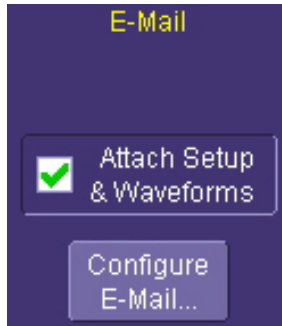 E-Mail
Attach Setup
& Waveforms
Configure
E-Mail...